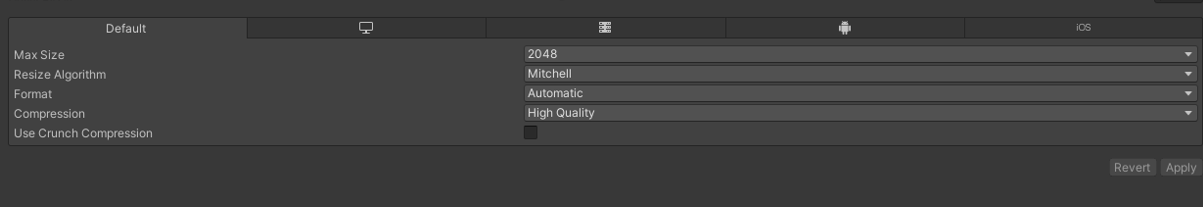 Default iOS
Max Size 2048
Resize Algorithm Mitchell
Format Automatic
Compression High Quality
Use Crunch Compression
Revert Apply